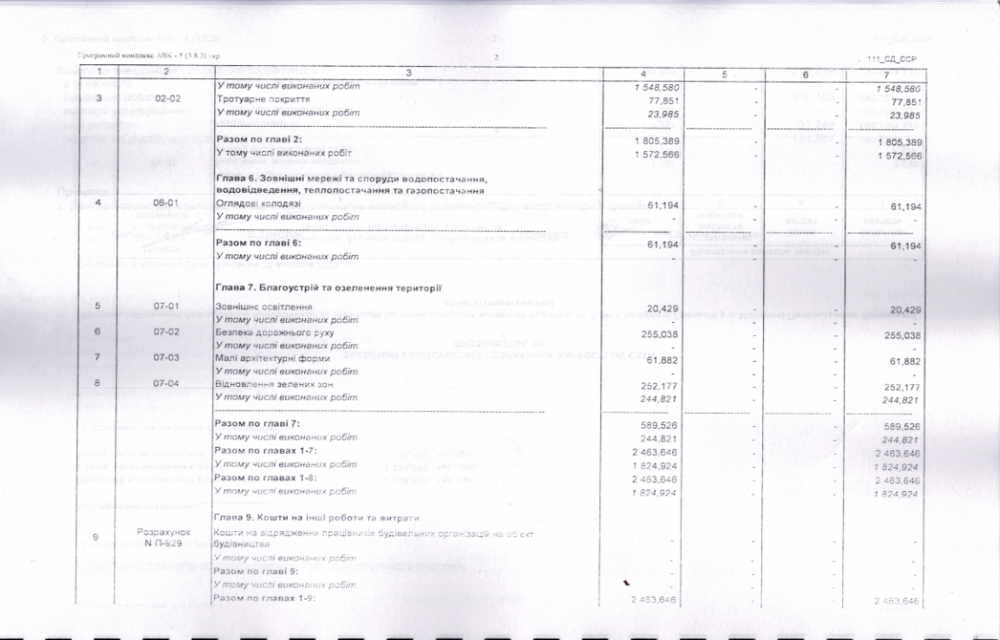 Програмний комплекс АВК - 5 (3.8.3) укр. 2 111_СД_ССР
1 2 3 4 5 6 7
У тому числі виконаних робіт 1 548,580 - - 1 548,580
3 02-02 Тротуарне покриття 77,851 - - 77,851
У тому числі виконаних робіт 23,985 - - 23,985
Разом по главі 2: 1 805,389 - - 1 805,389
У тому числі виконаних робіт 1 572,566 - - 1 572,566
Глава 6. Зовнішні мережі та споруди водопостачання,
водовідведення, теплопостачання та газопостачання
4 06-01 Оглядові колодязі 61,194 - - 61,194
У тому числі виконаних робіт - - - -
Разом по главі 6: 61,194 - - 61,194
У тому числі виконаних робіт - - - -
Глава 7. Благоустрій та озеленення території
5 07-01 Зовнішнє освітлення 20,429 - - 20,429
У тому числі виконаних робіт - - - -
6 07-02 Безпека дорожнього руху 255,038 - - 255,038
У тому числі виконаних робіт - - - -
7 07-03 Малі архітектурні форми 61,882 - - 61,882
У тому числі виконаних робіт - - - -
8 07-04 Відновлення зелених зон 252,177 - - 252,177
У тому числі виконаних робіт 244,821 - - 244,821
Разом по главі 7: 589,526 - - 589,526
У тому числі виконаних робіт 244,821 - - 244,821
Разом по главах 1-7: 2 463,646 - - 2 463,646
У тому числі виконаних робіт 1 824,924 - - 1 824,924
Разом по главах 1-8: 2 463,646 - - 2 463,646
У тому числі виконаних робіт 1 824,924 - - 1 824,924
Глава 9. Кошти на інші роботи та витрати
9 Розрахунок Кошти на відрядження працівників будівельних організацій на об'єкт
N П-929 будівництва - - - -
У тому числі виконаних робіт - - - -
Разом по главі 9: - - - -
У тому числі виконаних робіт - - - -
Разом по главах 1-9: 2 463,646 - - 2 463,646